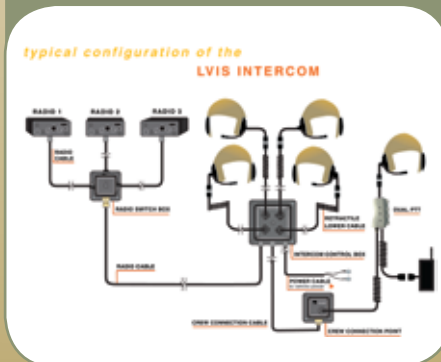 typical configuration of the
LVIS INTERCOM
RADIO 1
RADIO 2
RADIO 3
RADIO
CABLE
RADIO SWITCH BOX
DUAL PTT
RETRACTILE
LOWER CABLE
INTERCOM CONTROL BOX
RADIO CABLE
POWER CABLE
CREW CONNECTION CABLE
CREW CONNECTION POINT